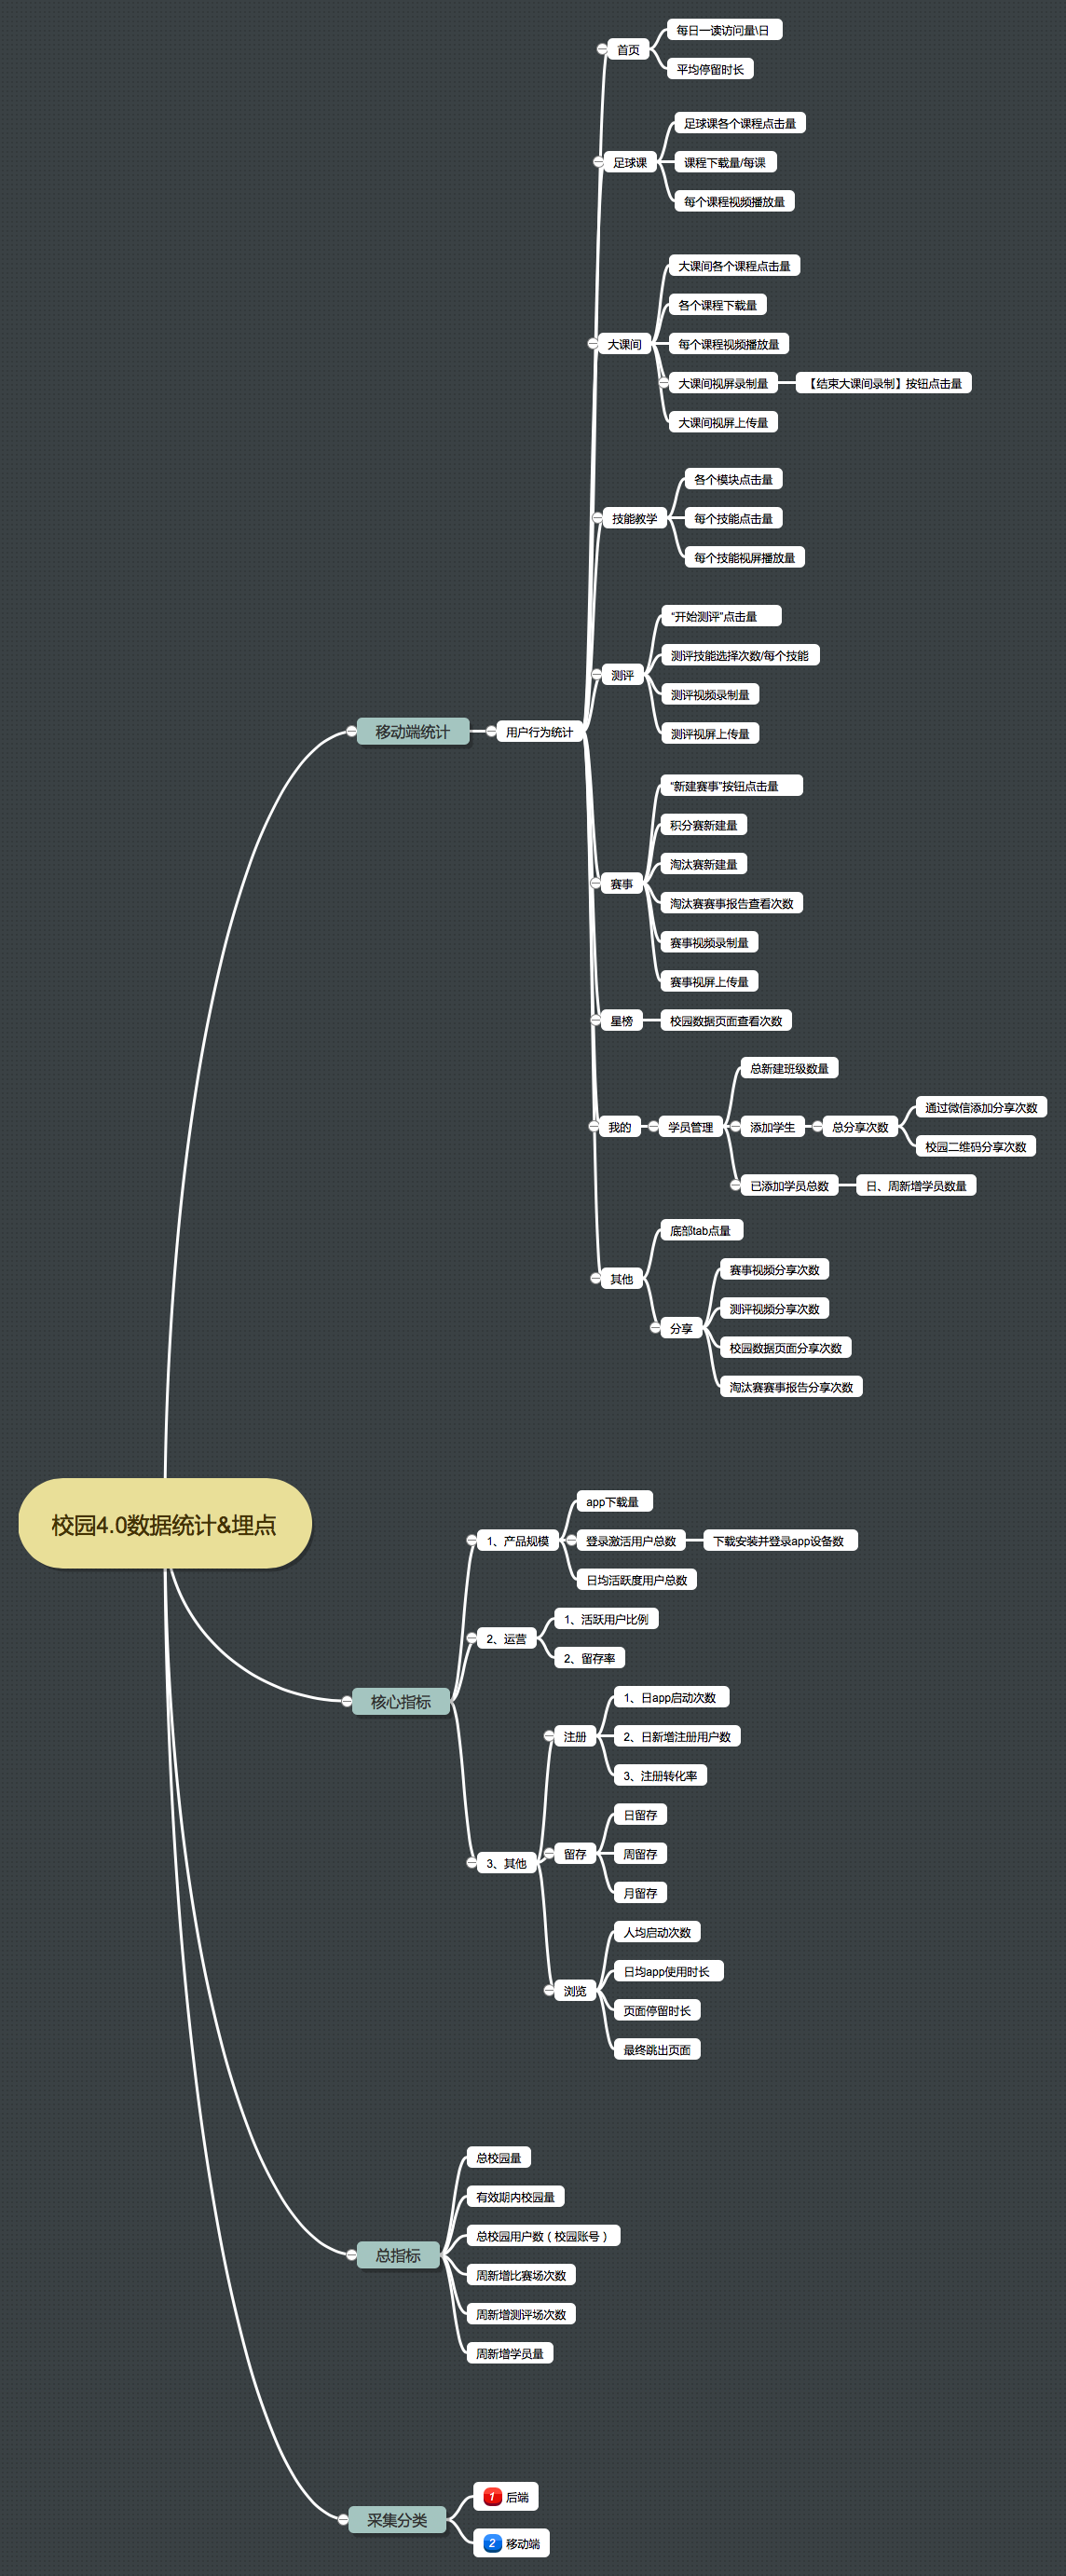 校园4.0数据统计&埋点
移动端统计
用户行为统计
首页
每日一读访问量\日
平均停留时长
足球课
足球课各个课程点击量
课程下载量/每课
每个课程视频播放量
大课间
大课间各个课程点击量
各个课程下载量
每个课程视频播放量
大课间视屏录制量
【结束大课间录制】按钮点击量
大课间视屏上传量
技能教学
各个模块点击量
每个技能点击量
每个技能视屏播放量
测评
“开始测评”点击量
测评技能选择次数/每个技能
测评视频录制量
测评视屏上传量
赛事
“新建赛事”按钮点击量
积分赛新建量
淘汰赛新建量
淘汰赛赛事报告查看次数
赛事视频录制量
赛事视屏上传量
星榜
校园数据页面查看次数
我的
学员管理
总新建班级数量
添加学生
总分享次数
通过微信添加分享次数
校园二维码分享次数
已添加学员总数
日、周新增学员数量
其他
底部tab点量
分享
赛事视频分享次数
测评视频分享次数
校园数据页面分享次数
淘汰赛赛事报告分享次数
核心指标
1、产品规模
app下载量
登录激活用户总数
下载安装并登录app设备数
日均活跃度用户总数
2、运营
1、活跃用户比例
2、留存率
3、其他
注册
1、日app启动次数
2、日新增注册用户数
3、注册转化率
留存
日留存
周留存
月留存
浏览
人均启动次数
日均app使用时长
页面停留时长
最终跳出页面
总指标
总校园量
有效期内校园量
总校园用户数（校园账号）
周新增比赛场次数
周新增测评场次数
周新增学员量
采集分类
1 后端
2 移动端